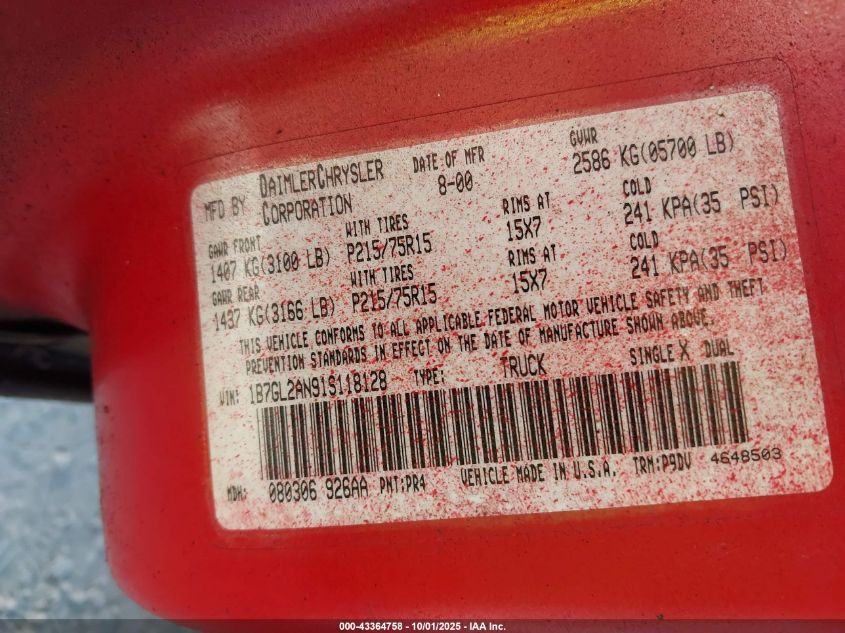 MFD BY DAIMLERCHRYSLER CORPORATION
DATE OF MFR 8-00
GVWR 2586 KG(05700 LB)
GAWR FRONT 1407 KG(3100 LB)
WITH TIRES P215/75R15
RIMS AT 15X7
COLD 241 KPA(35 PSI)
GAWR REAR 1437 KG(3166 LB)
WITH TIRES P215/75R15
RIMS AT 15X7
COLD 241 KPA(35 PSI)
THIS VEHICLE CONFORMS TO ALL APPLICABLE FEDERAL MOTOR VEHICLE SAFETY AND THEFT
PREVENTION STANDARDS IN EFFECT ON THE DATE OF MANUFACTURE SHOWN ABOVE.
VIN: 1B7GL2AN91S118128 TYPE: TRUCK SINGLE X DUAL
MDH: 080306 926AA PNT:PR4 VEHICLE MADE IN U.S.A. TRM:P9DV 4648503
000-43364758 - 10/01/2025 - IAA Inc.